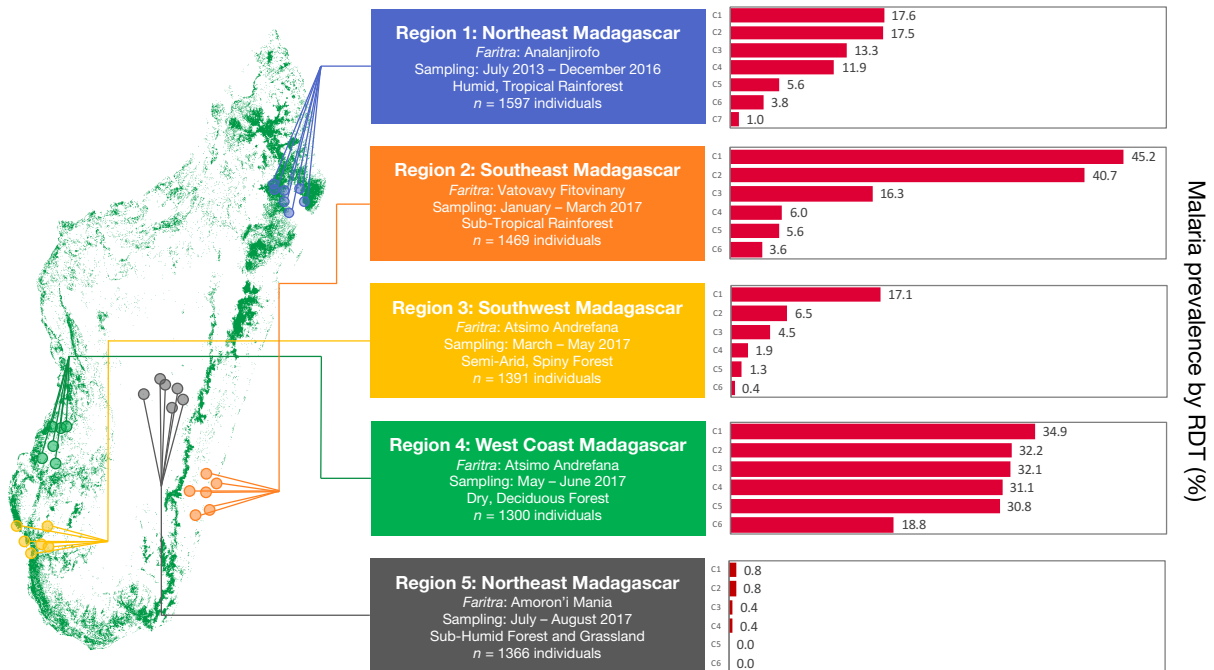 Region 1: Northeast Madagascar
Faritra: Analanjirofo
Sampling: July 2013 – December 2016
Humid, Tropical Rainforest
n = 1597 individuals
C1 17.6
C2 17.5
C3 13.3
C4 11.9
C5 5.6
C6 3.8
C7 1.0
Region 2: Southeast Madagascar
Faritra: Vatovavy Fitovinany
Sampling: January – March 2017
Sub-Tropical Rainforest
n = 1469 individuals
C1 45.2
C2 40.7
C3 16.3
C4 6.0
C5 5.6
C6 3.6
Region 3: Southwest Madagascar
Faritra: Atsimo Andrefana
Sampling: March – May 2017
Semi-Arid, Spiny Forest
n = 1391 individuals
C1 17.1
C2 6.5
C3 4.5
C4 1.9
C5 1.3
C6 0.4
Region 4: West Coast Madagascar
Faritra: Atsimo Andrefana
Sampling: May – June 2017
Dry, Deciduous Forest
n = 1300 individuals
C1 34.9
C2 32.2
C3 32.1
C4 31.1
C5 30.8
C6 18.8
Region 5: Northeast Madagascar
Faritra: Amoron'i Mania
Sampling: July – August 2017
Sub-Humid Forest and Grassland
n = 1366 individuals
C1 0.8
C2 0.8
C3 0.4
C4 0.4
C5 0.0
C6 0.0
Malaria prevalence by RDT (%)